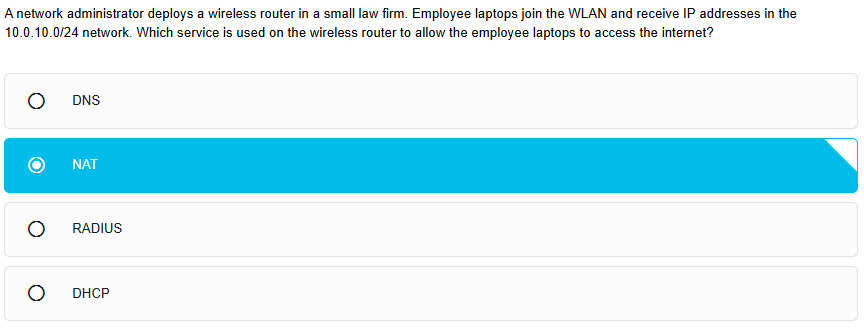 A network administrator deploys a wireless router in a small law firm. Employee laptops join the WLAN and receive IP addresses in the
10.0.10.0/24 network. Which service is used on the wireless router to allow the employee laptops to access the internet?
DNS
NAT
RADIUS
DHCP